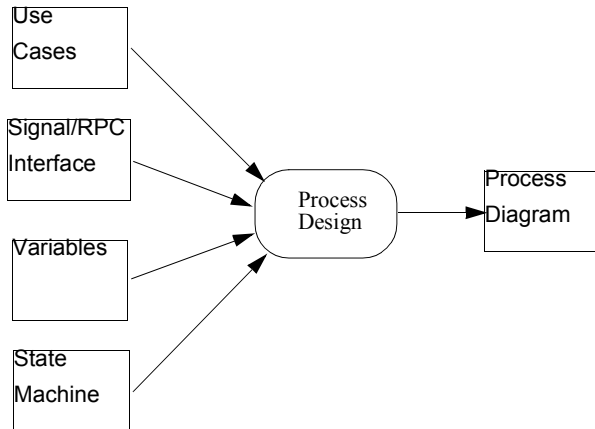 Use
Cases
Signal/RPC
Interface
Variables
State
Machine
Process
Design
Process
Diagram